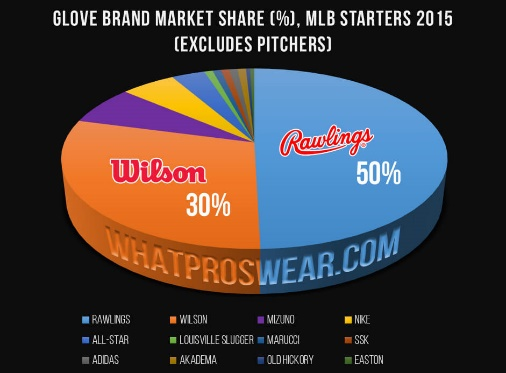 GLOVE BRAND MARKET SHARE (%), MLB STARTERS 2015
(EXCLUDES PITCHERS)
Rawlings
50%
Wilson
30%
WHATPROSWEAR.COM
RAWLINGS WILSON MIZUNO NIKE
ALL-STAR LOUISVILLE SLUGGER MARUCCI SSK
ADIDAS AKADEMA OLD HICKORY EASTON